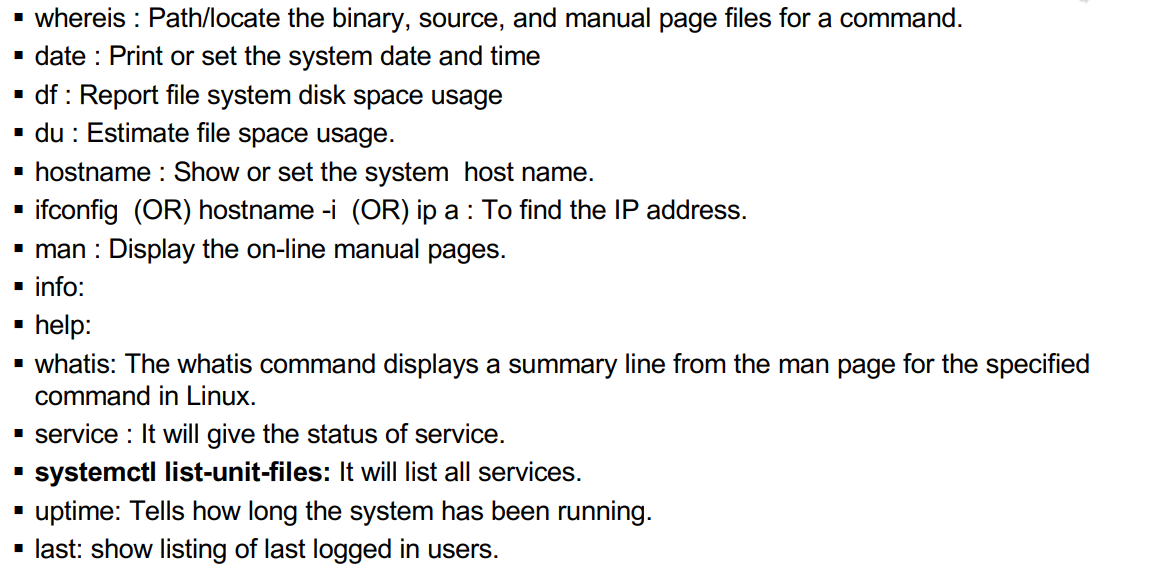 ▪ whereis : Path/locate the binary, source, and manual page files for a command.
▪ date : Print or set the system date and time
▪ df : Report file system disk space usage
▪ du : Estimate file space usage.
▪ hostname : Show or set the system  host name.
▪ ifconfig  (OR) hostname -i  (OR) ip a : To find the IP address.
▪ man : Display the on-line manual pages.
▪ info:
▪ help:
▪ whatis: The whatis command displays a summary line from the man page for the specified
command in Linux.
▪ service : It will give the status of service.
▪ systemctl list-unit-files: It will list all services.
▪ uptime: Tells how long the system has been running.
▪ last: show listing of last logged in users.